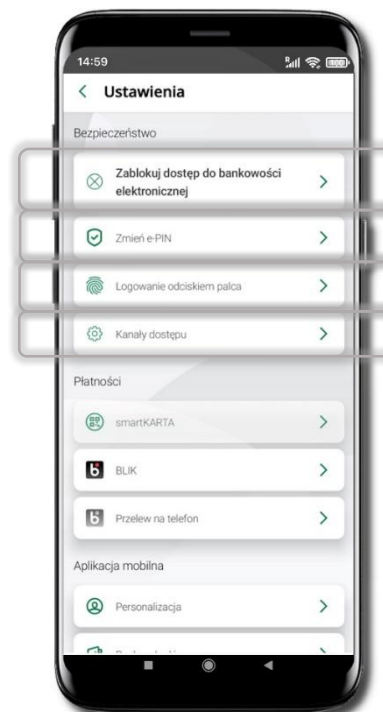 14:59
100
Ustawienia
Bezpieczeństwo
Zablokuj dostęp do bankowości
elektronicznej
Zmień e-PIN
Logowanie odciskiem palca
Kanały dostępu
Płatności
smartKARTA
BLIK
Przelew na telefon
Aplikacja mobilna
Personalizacja